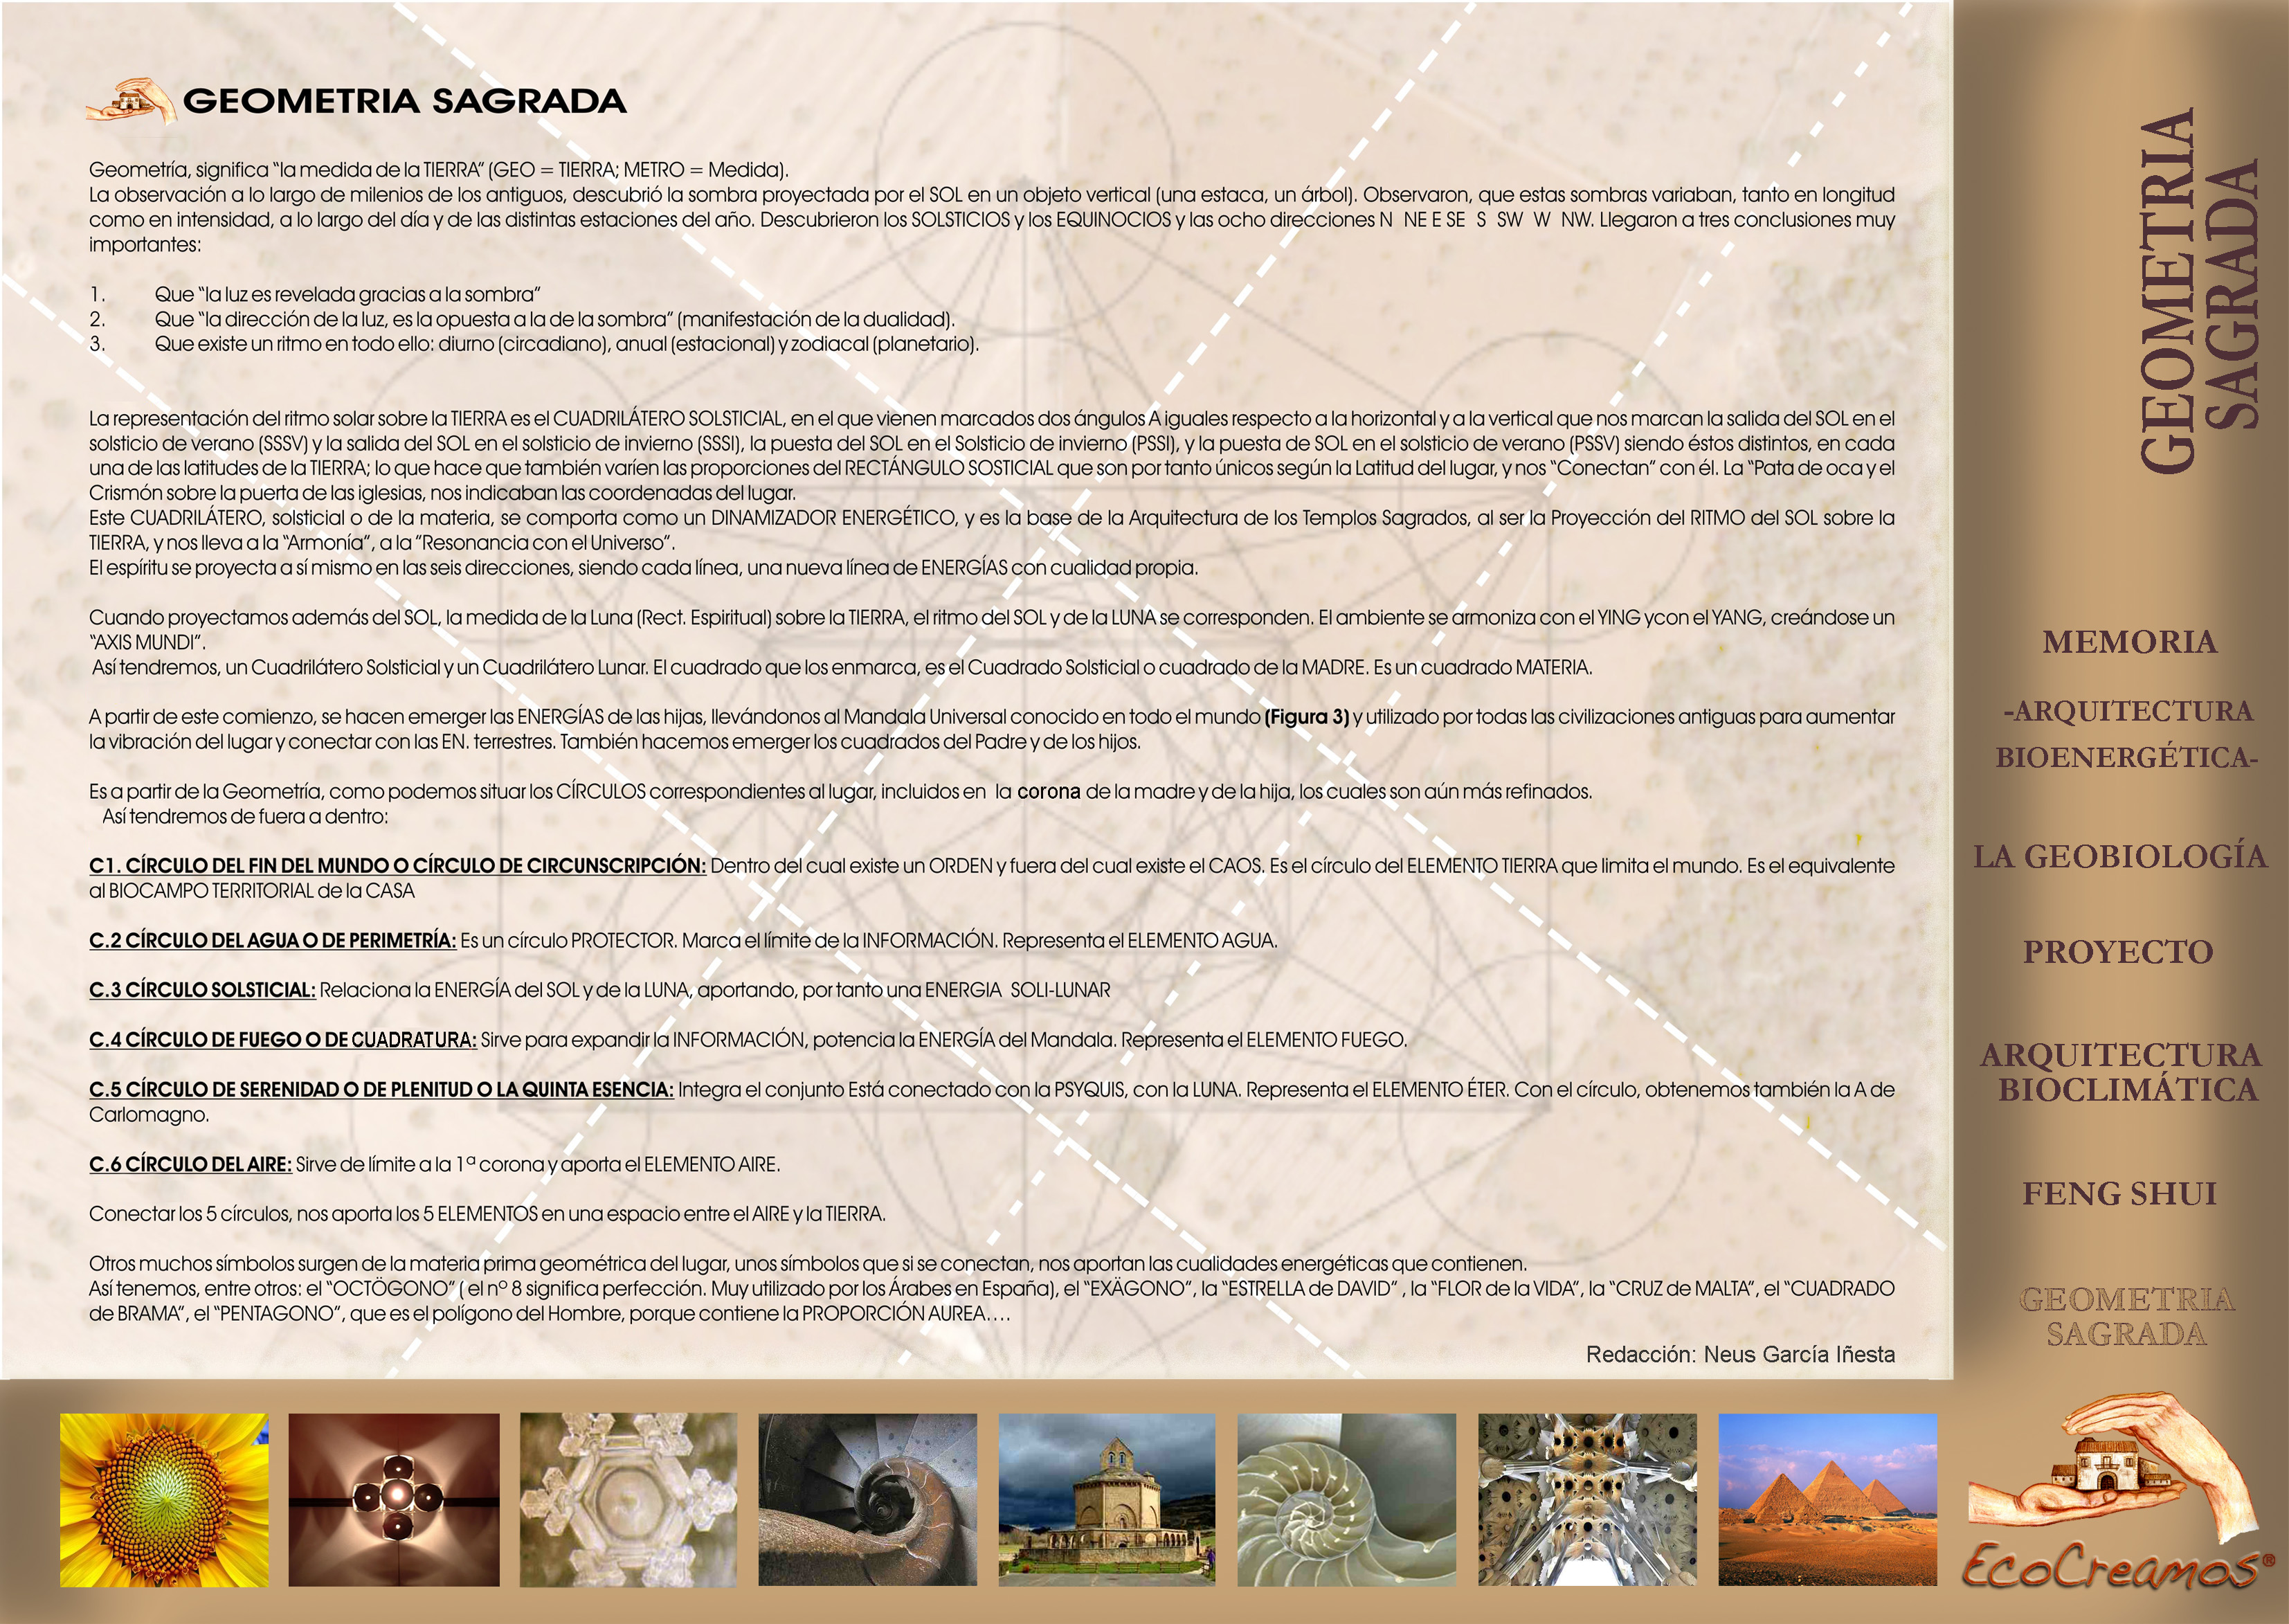 GEOMETRIA SAGRADA
Geometría, significa “la medida de la TIERRA” (GEO = TIERRA; METRO = Medida).
La observación a lo largo de milenios de los antiguos, descubrió la sombra proyectada por el SOL en un objeto vertical (una estaca, un árbol). Observaron, que estas sombras variaban, tanto en longitud
como en intensidad, a lo largo del día y de las distintas estaciones del año. Descubrieron los SOLSTICIOS y los EQUINOCIOS y las ocho direcciones N NE E SE S SW W NW. Llegaron a tres conclusiones muy
importantes:
1. Que “la luz es revelada gracias a la sombra”
2. Que “la dirección de la luz, es la opuesta a la de la sombra” (manifestación de la dualidad).
3. Que existe un ritmo en todo ello: diurno (circadiano), anual (estacional) y zodiacal (planetario).
La representación del ritmo solar sobre la TIERRA es el CUADRILÁTERO SOLSTICIAL, en el que vienen marcados dos ángulos A iguales respecto a la horizontal y a la vertical que nos marcan la salida del SOL en el
solsticio de verano (SSSV) y la salida del SOL en el solsticio de invierno (SSSI), la puesta del SOL en el Solsticio de invierno (PSSI), y la puesta de SOL en el solsticio de verano (PSSV) siendo éstos distintos, en cada
una de las latitudes de la TIERRA; lo que hace que también varíen las proporciones del RECTÁNGULO SOSTICIAL que son por tanto únicos según la Latitud del lugar, y nos “Conectan” con él. La “Pata de oca y el
Crismón sobre la puerta de las iglesias, nos indicaban las coordenadas del lugar.
Este CUADRILÁTERO, solsticial o de la materia, se comporta como un DINAMIZADOR ENERGÉTICO, y es la base de la Arquitectura de los Templos Sagrados, al ser la Proyección del RITMO del SOL sobre la
TIERRA, y nos lleva a la “Armonía”, a la “Resonancia con el Universo”.
El espíritu se proyecta a sí mismo en las seis direcciones, siendo cada línea, una nueva línea de ENERGÍAS con cualidad propia.
Cuando proyectamos además del SOL, la medida de la Luna (Rect. Espiritual) sobre la TIERRA, el ritmo del SOL y de la LUNA se corresponden. El ambiente se armoniza con el YING ycon el YANG, creándose un
“AXIS MUNDI”.
Así tendremos, un Cuadrilátero Solsticial y un Cuadrilátero Lunar. El cuadrado que los enmarca, es el Cuadrado Solsticial o cuadrado de la MADRE. Es un cuadrado MATERIA.
A partir de este comienzo, se hacen emerger las ENERGÍAS de las hijas, llevándonos al Mandala Universal conocido en todo el mundo (Figura 3) y utilizado por todas las civilizaciones antiguas para aumentar
la vibración del lugar y conectar con las EN. terrestres. También hacemos emerger los cuadrados del Padre y de los hijos.
Es a partir de la Geometría, como podemos situar los CÍRCULOS correspondientes al lugar, incluidos en la corona de la madre y de la hija, los cuales son aún más refinados.
Así tendremos de fuera a dentro:
C1. CÍRCULO DEL FIN DEL MUNDO O CÍRCULO DE CIRCUNSCRIPCIÓN: Dentro del cual existe un ORDEN y fuera del cual existe el CAOS. Es el círculo del ELEMENTO TIERRA que limita el mundo. Es el equivalente
al BIOCAMPO TERRITORIAL de la CASA
C.2 CÍRCULO DEL AGUA O DE PERIMETRÍA: Es un círculo PROTECTOR. Marca el límite de la INFORMACIÓN. Representa el ELEMENTO AGUA.
C.3 CÍRCULO SOLSTICIAL: Relaciona la ENERGÍA del SOL y de la LUNA, aportando, por tanto una ENERGIA SOLI-LUNAR
C.4 CÍRCULO DE FUEGO O DE CUADRATURA: Sirve para expandir la INFORMACIÓN, potencia la ENERGÍA del Mandala. Representa el ELEMENTO FUEGO.
C.5 CÍRCULO DE SERENIDAD O DE PLENITUD O LA QUINTA ESENCIA: Integra el conjunto Está conectado con la PSYQUIS, con la LUNA. Representa el ELEMENTO ÉTER. Con el círculo, obtenemos también la A de
Carlomagno.
C.6 CÍRCULO DEL AIRE: Sirve de límite a la 1ª corona y aporta el ELEMENTO AIRE.
Conectar los 5 círculos, nos aporta los 5 ELEMENTOS en una espacio entre el AIRE y la TIERRA.
Otros muchos símbolos surgen de la materia prima geométrica del lugar, unos símbolos que si se conectan, nos aportan las cualidades energéticas que contienen.
Así tenemos, entre otros: el “OCTÖGONO” ( el nº 8 significa perfección. Muy utilizado por los Árabes en España), el “EXÄGONO”, la “ESTRELLA de DAVID” , la “FLOR de la VIDA”, la “CRUZ de MALTA”, el “CUADRADO
de BRAMA”, el “PENTAGONO”, que es el polígono del Hombre, porque contiene la PROPORCIÓN AUREA….
Redacción: Neus García Iñesta
GEOMETRIA
SAGRADA
MEMORIA
-ARQUITECTURA
BIOENERGÉTICA-
LA GEOBIOLOGÍA
PROYECTO
ARQUITECTURA
BIOCLIMÁTICA
FENG SHUI
GEOMETRIA
SAGRADA
EcoCreamos®